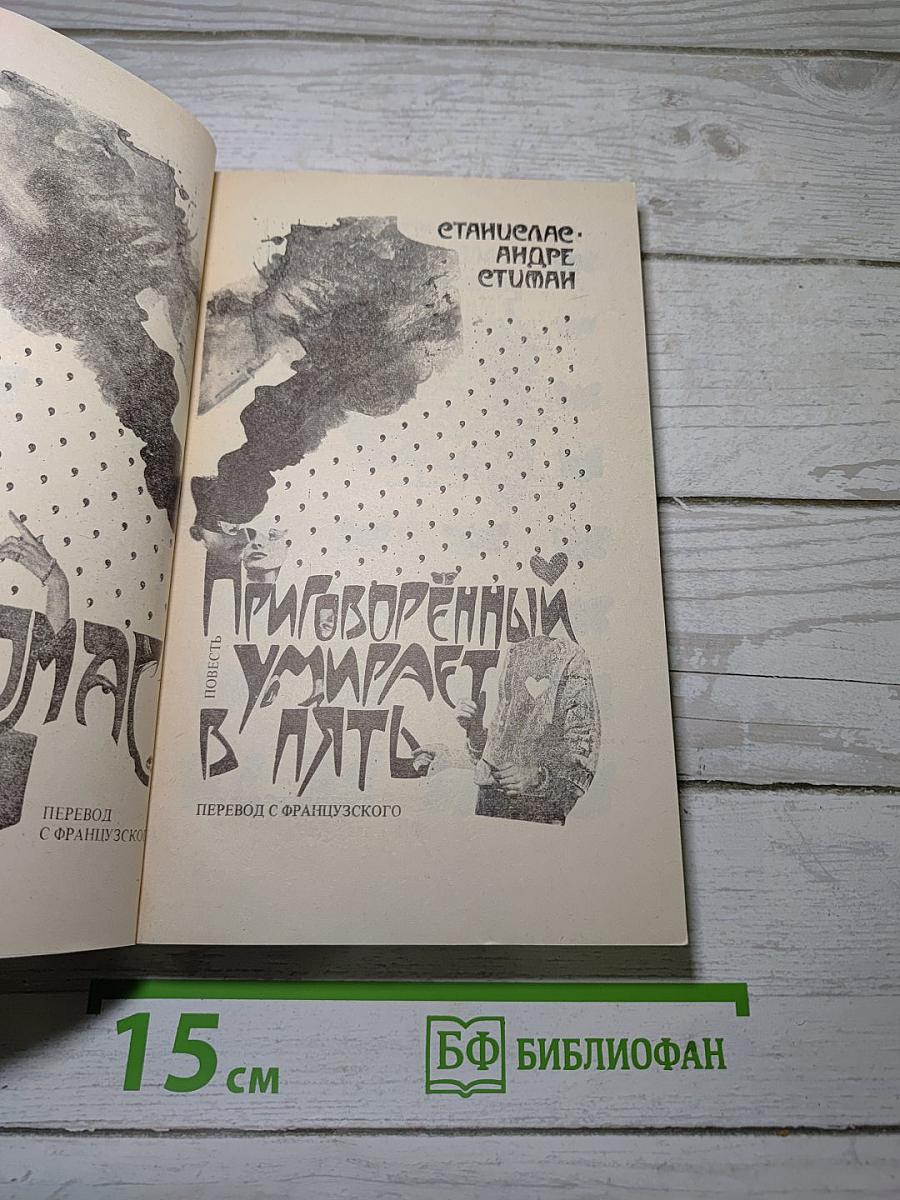 ПЕРЕВОД
СТАНИСЛАС-
АНДРЕ
СТИМАН
ПОВЕСТЬ
ПРИГОВОРЁННЫЙ
УМИРАЕТ
В ПЯТЬ
ПЕРЕВОД С ФРАНЦУЗСКОГО
15 см
БФ БИБЛИОФАН